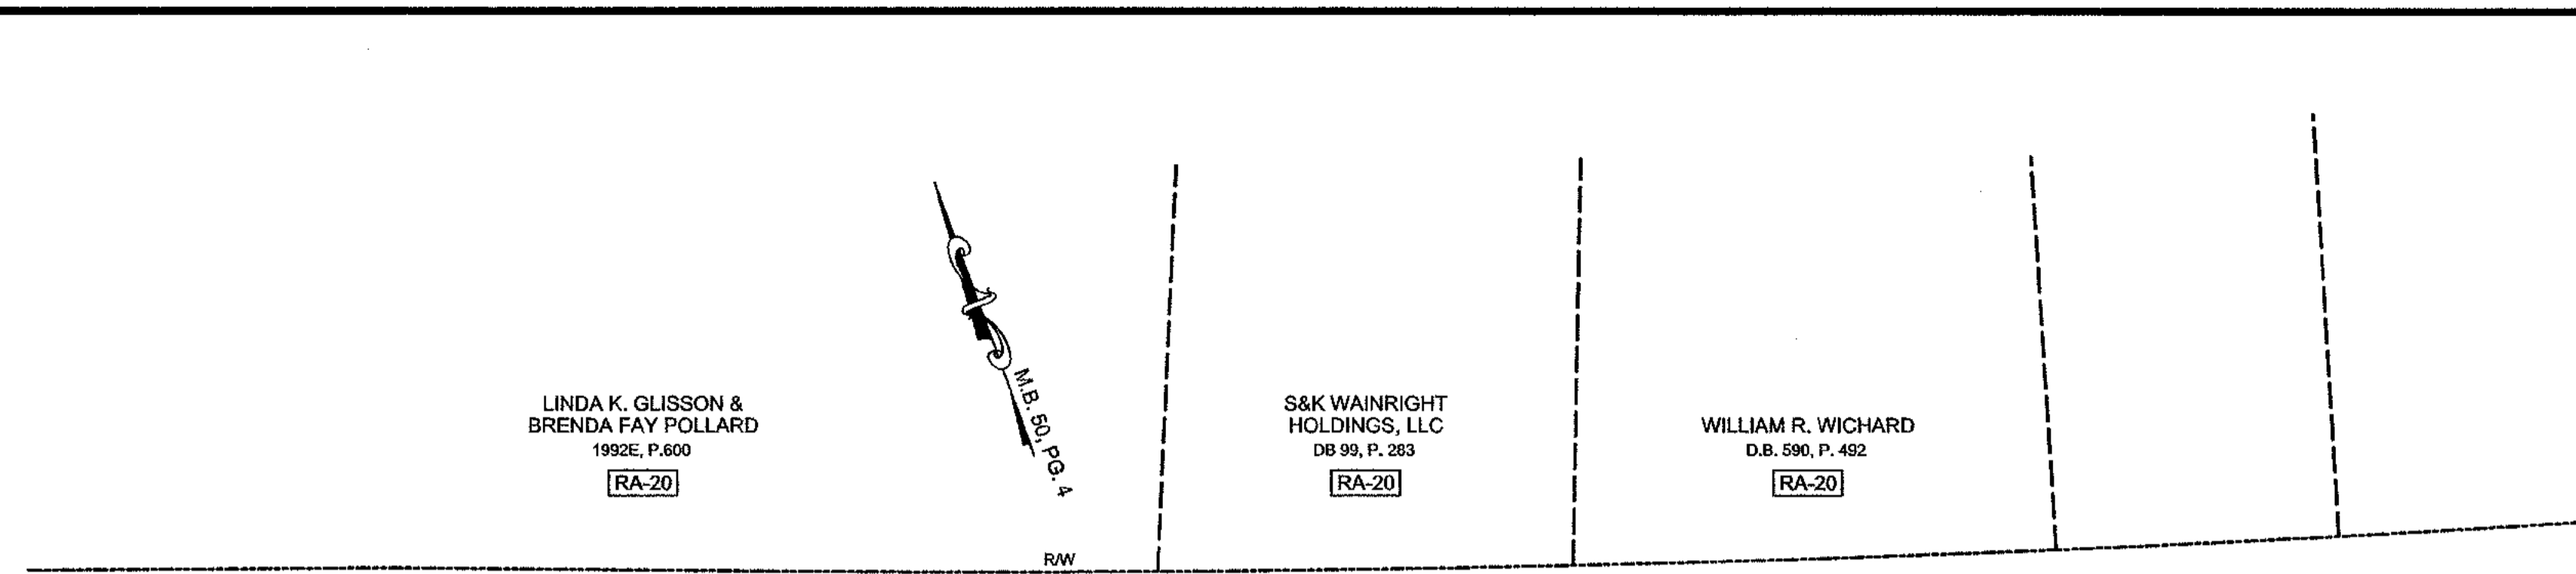 LINDA K. GLISSON &
BRENDA FAY POLLARD
1992E, P.600
RA-20
M.B. 50, PG. 4
R/W
S&K WAINRIGHT
HOLDINGS, LLC
DB 99, P. 283
RA-20
WILLIAM R. WICHARD
D.B. 590, P. 492
RA-20